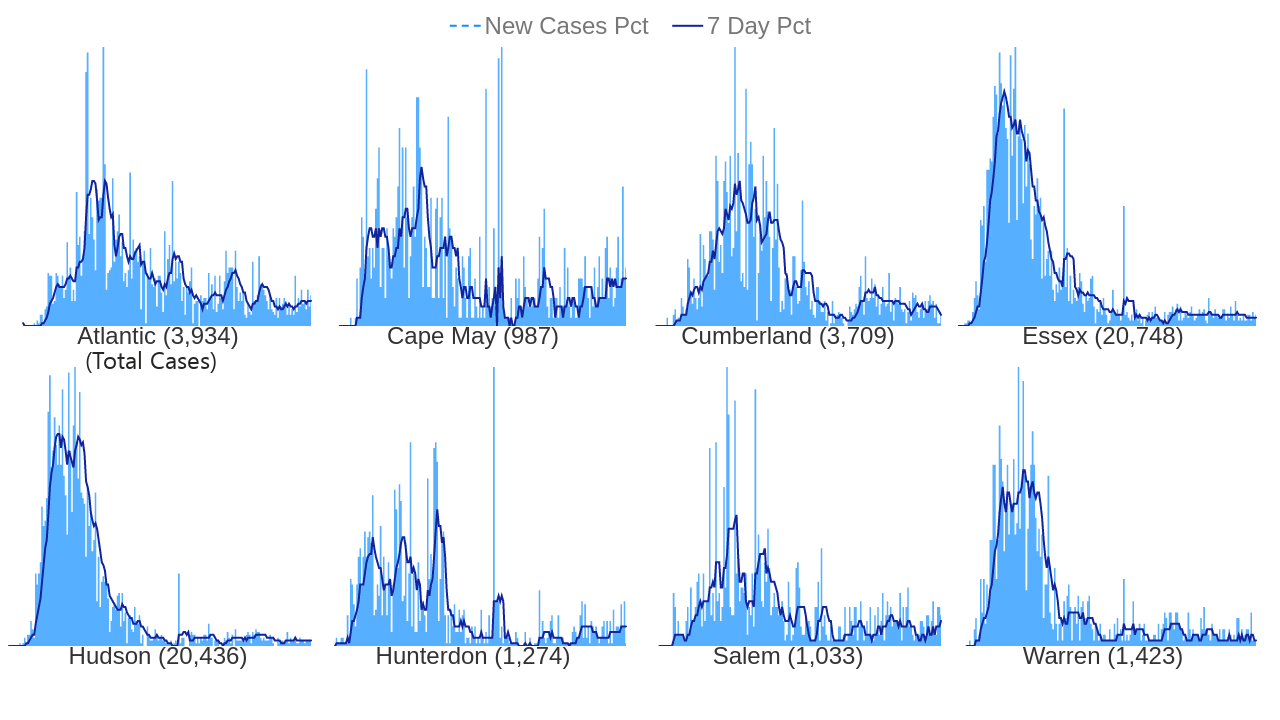 New Cases Pct 7 Day Pct
Atlantic (3,934) Cape May (987) Cumberland (3,709) Essex (20,748)
(Total Cases)
Hudson (20,436) Hunterdon (1,274) Salem (1,033) Warren (1,423)